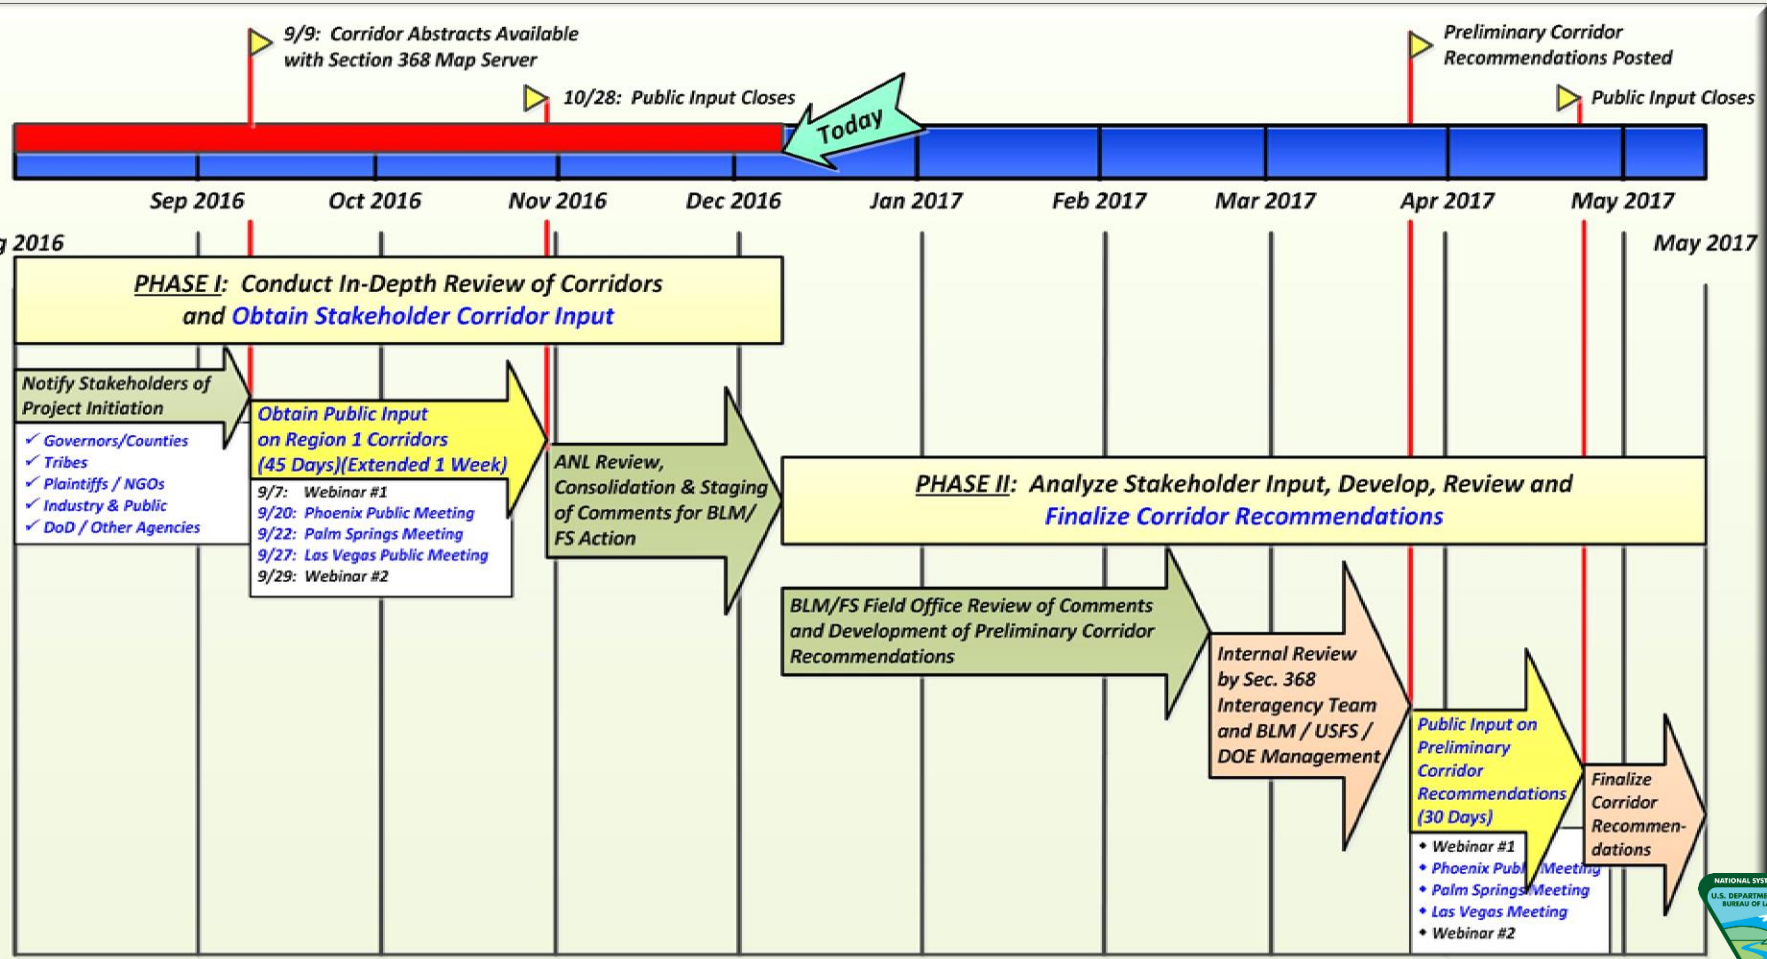 9/9:  Corridor Abstracts Available
with Section 368 Map Server
10/28:  Public Input Closes
Today
Preliminary Corridor
Recommendations Posted
Public Input Closes
Sep 2016
Oct 2016
Nov 2016
Dec 2016
Jan 2017
Feb 2017
Mar 2017
Apr 2017
May 2017
g 2016
May 2017
PHASE I:  Conduct In-Depth Review of Corridors
and Obtain Stakeholder Corridor Input
Notify Stakeholders of
Project Initiation
✓ Governors/Counties
✓ Tribes
✓ Plaintiffs / NGOs
✓ Industry & Public
✓ DoD / Other Agencies
Obtain Public Input
on Region 1 Corridors
(45 Days)(Extended 1 Week)
9/7:  Webinar #1
9/20:  Phoenix Public Meeting
9/22:  Palm Springs Meeting
9/27:  Las Vegas Public Meeting
9/29:  Webinar #2
ANL Review,
Consolidation & Staging
of Comments for BLM/
FS Action
PHASE II:  Analyze Stakeholder Input, Develop, Review and
Finalize Corridor Recommendations
BLM/FS Field Office Review of Comments
and Development of Preliminary Corridor
Recommendations
Internal Review
by Sec. 368
Interagency Team
and BLM / USFS /
DOE Management
Public Input on
Preliminary
Corridor
Recommendations
(30 Days)
• Webinar #1
• Phoenix Publ Meeting
• Palm Springs Meeting
• Las Vegas Meeting
• Webinar #2
Finalize
Corridor
Recommen-
dations
NATIONAL SYST
U.S. DEPARTME
BUREAU OF LA